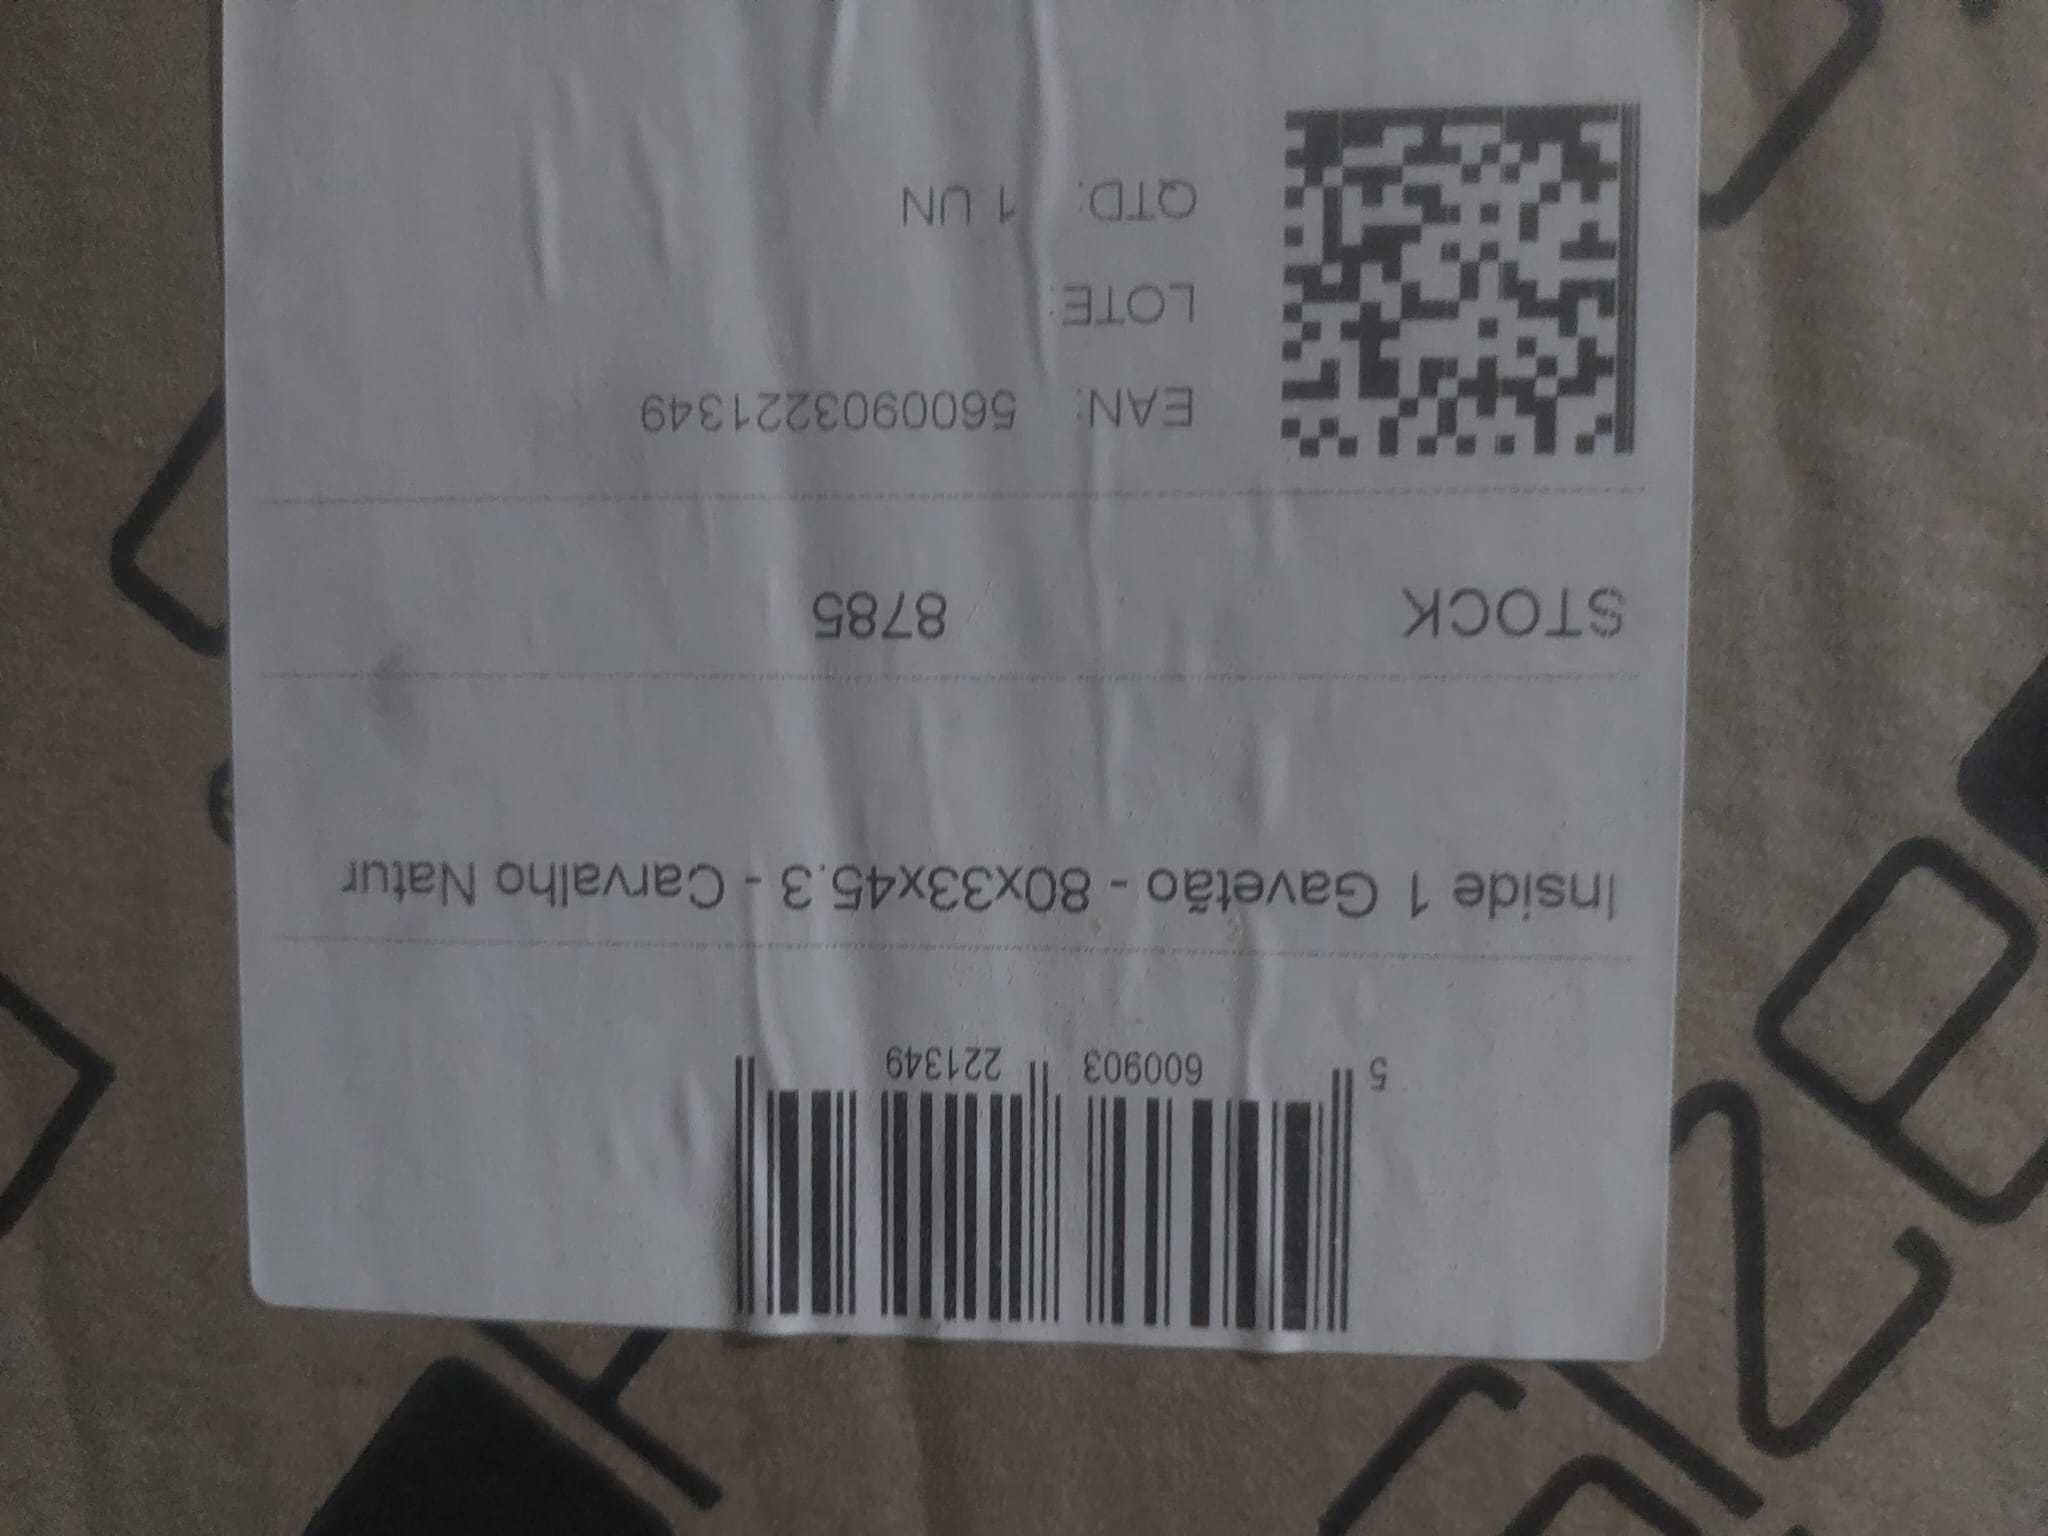 5 600903 221349
Inside 1 Gavetão - 80x33x45.3 - Carvalho Natur
STOCK 8785
EAN: 5600903221349
LOTE:
QTD: 1 UN